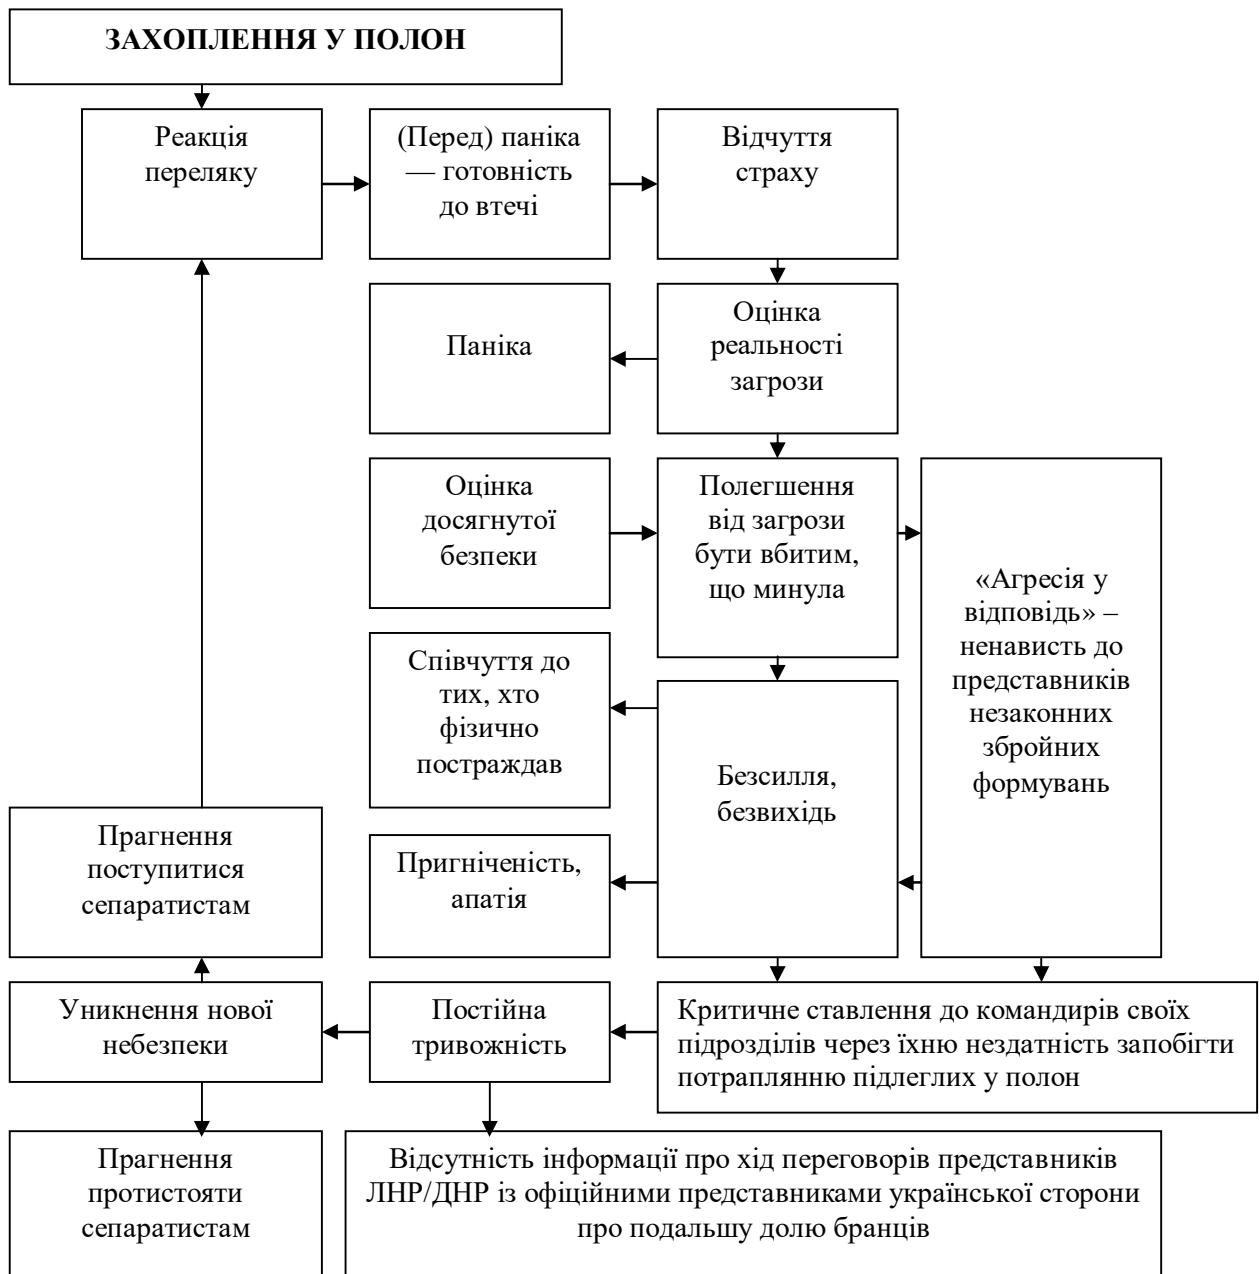 ЗАХОПЛЕННЯ У ПОЛОН
Реакція
переляку
(Перед) паніка
— готовність
до втечі
Відчуття
страху
Паніка
Оцінка
реальності
загрози
Оцінка
досягнутої
безпеки
Полегшення
від загрози
бути вбитим,
що минула
«Агресія у
відповідь» –
ненависть до
представників
незаконних
збройних
формувань
Співчуття до
тих, хто
фізично
постраждав
Безсилля,
безвихідь
Прагнення
поступитися
сепаратистам
Пригніченість,
апатія
Уникнення нової
небезпеки
Постійна
тривожність
Критичне ставлення до командирів своїх
підрозділів через їхню нездатність запобігти
потраплянню підлеглих у полон
Прагнення
протистояти
сепаратистам
Відсутність інформації про хід переговорів представників
ЛНР/ДНР із офіційними представниками української сторони
про подальшу долю бранців